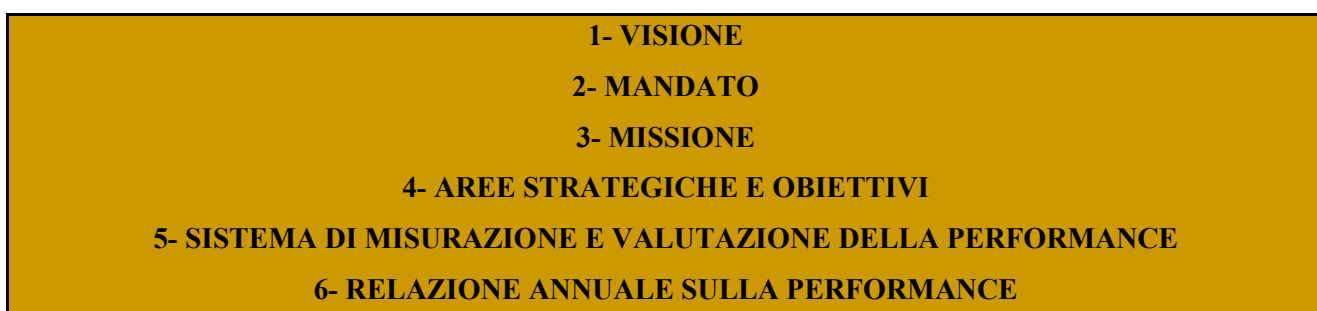 1- VISIONE
2- MANDATO
3- MISSIONE
4- AREE STRATEGICHE E OBIETTIVI
5- SISTEMA DI MISURAZIONE E VALUTAZIONE DELLA PERFORMANCE
6- RELAZIONE ANNUALE SULLA PERFORMANCE